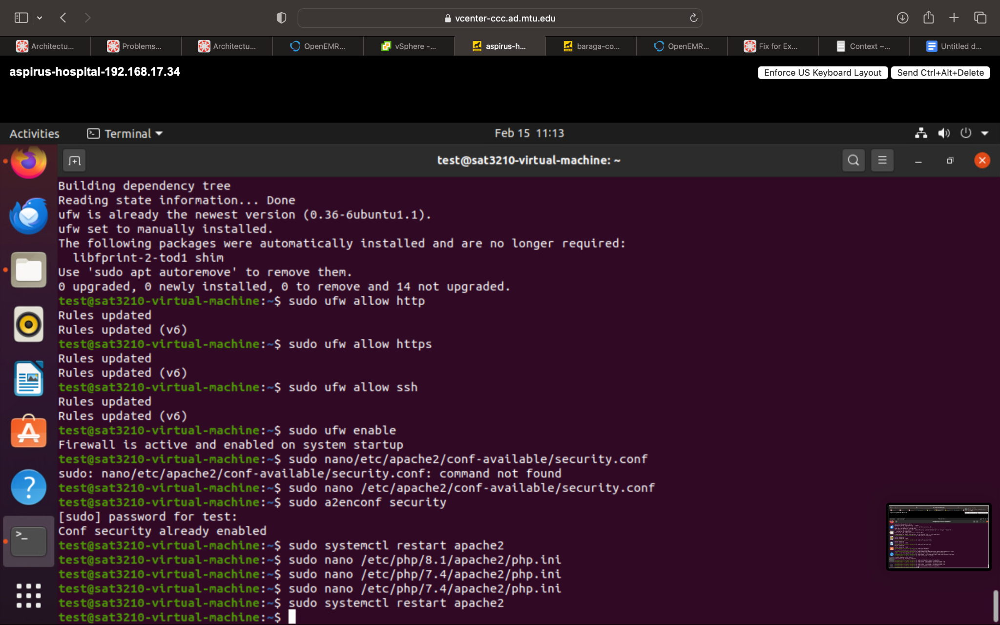 vcenter-ccc.ad.mtu.edu
Architectu...
Problems...
Architectu...
OpenEMR...
vSphere -...
aspirus-h...
baraga-co...
OpenEMR...
Fix for Ex...
Context –...
Untitled d...
aspirus-hospital-192.168.17.34
Enforce US Keyboard Layout
Send Ctrl+Alt+Delete
Activities
Terminal
Feb 15 11:13
test@sat3210-virtual-machine: ~
Building dependency tree
Reading state information... Done
ufw is already the newest version (0.36-6ubuntu1.1).
ufw set to manually installed.
The following packages were automatically installed and are no longer required:
libfprint-2-tod1 shim
Use 'sudo apt autoremove' to remove them.
0 upgraded, 0 newly installed, 0 to remove and 14 not upgraded.
test@sat3210-virtual-machine:~$ sudo ufw allow http
Rules updated
Rules updated (v6)
test@sat3210-virtual-machine:~$ sudo ufw allow https
Rules updated
Rules updated (v6)
test@sat3210-virtual-machine:~$ sudo ufw allow ssh
Rules updated
Rules updated (v6)
test@sat3210-virtual-machine:~$ sudo ufw enable
Firewall is active and enabled on system startup
test@sat3210-virtual-machine:~$ sudo nano/etc/apache2/conf-available/security.conf
sudo: nano/etc/apache2/conf-available/security.conf: command not found
test@sat3210-virtual-machine:~$ sudo nano /etc/apache2/conf-available/security.conf
test@sat3210-virtual-machine:~$ sudo a2enconf security
[sudo] password for test:
Conf security already enabled
test@sat3210-virtual-machine:~$ sudo systemctl restart apache2
test@sat3210-virtual-machine:~$ sudo nano /etc/php/8.1/apache2/php.ini
test@sat3210-virtual-machine:~$ sudo nano /etc/php/7.4/apache2/php.ini
test@sat3210-virtual-machine:~$ sudo nano /etc/php/7.4/apache2/php.ini
test@sat3210-virtual-machine:~$ sudo systemctl restart apache2
test@sat3210-virtual-machine:~$